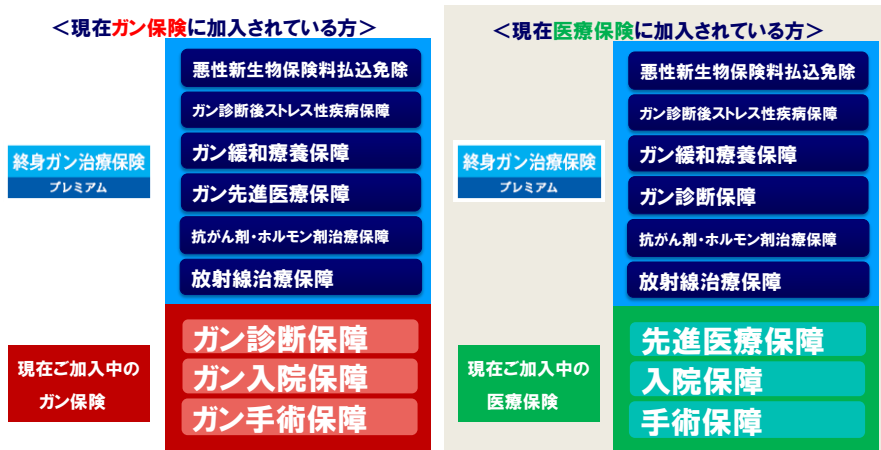 ＜現在ガン保険に加入されている方＞
悪性新生物保険料払込免除
ガン診断後ストレス性疾病保障
ガン緩和療養保障
ガン先進医療保障
抗がん剤・ホルモン剤治療保障
放射線治療保障
終身ガン治療保険
プレミアム
ガン診断保障
ガン入院保障
ガン手術保障
現在ご加入中の
ガン保険
＜現在医療保険に加入されている方＞
悪性新生物保険料払込免除
ガン診断後ストレス性疾病保障
ガン緩和療養保障
ガン診断保障
抗がん剤・ホルモン剤治療保障
放射線治療保障
終身ガン治療保険
プレミアム
先進医療保障
入院保障
手術保障
現在ご加入中の
医療保険